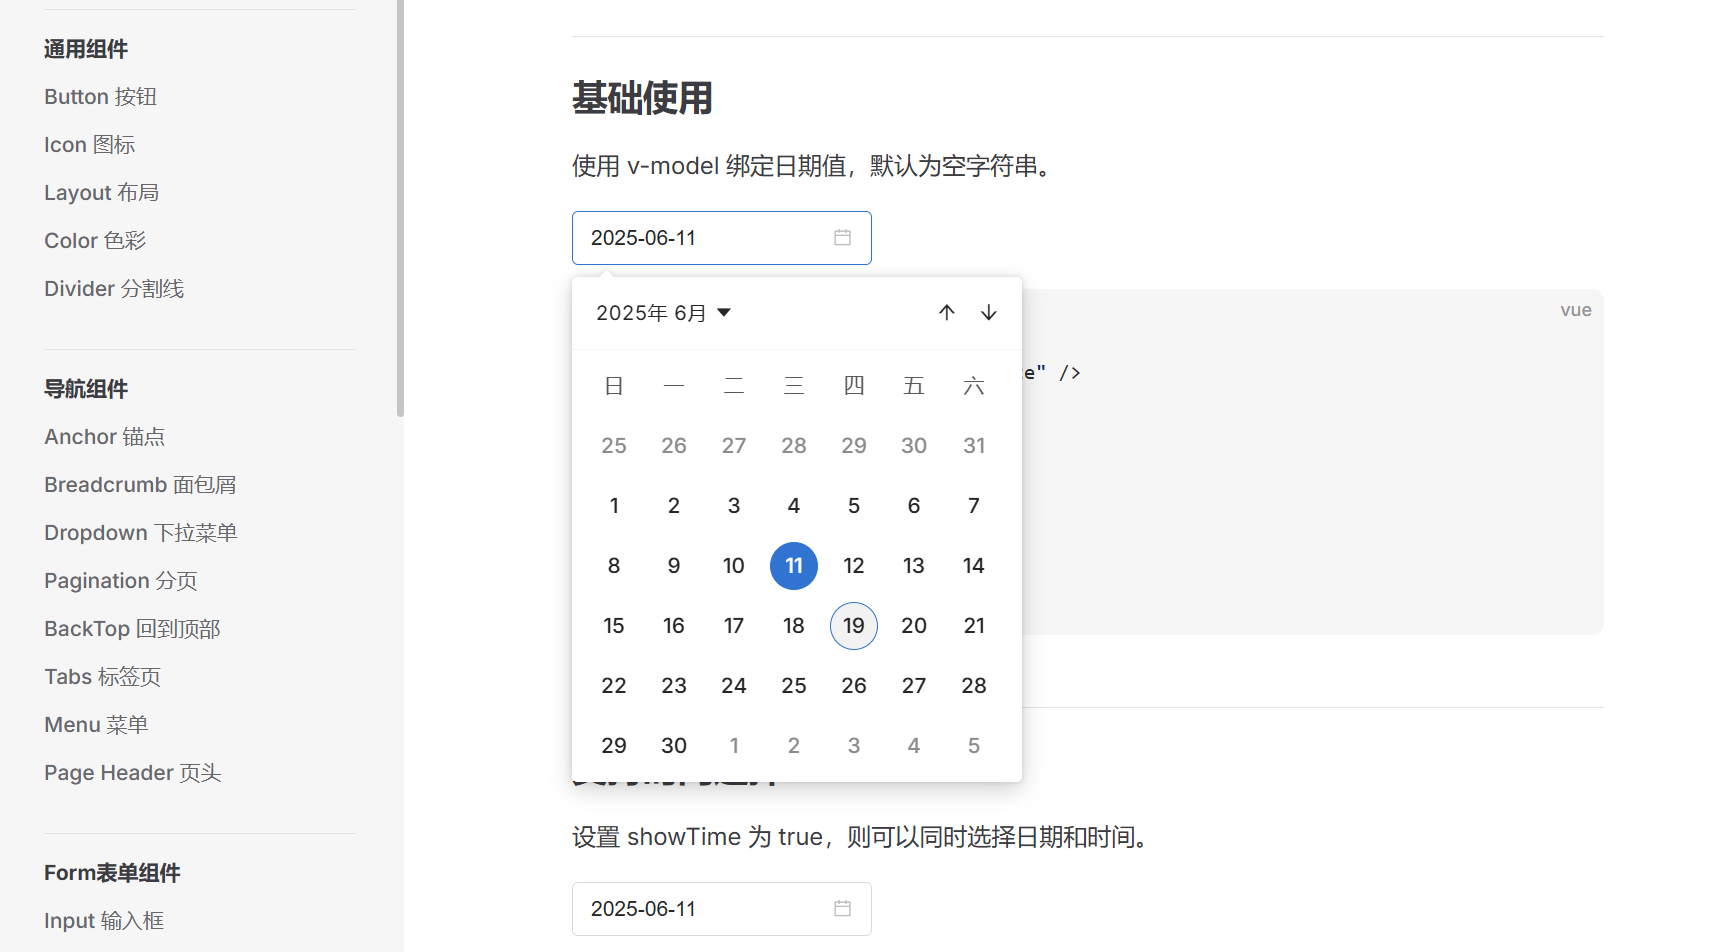 通用组件
Button 按钮
Icon 图标
Layout 布局
Color 色彩
Divider 分割线
导航组件
Anchor 锚点
Breadcrumb 面包屑
Dropdown 下拉菜单
Pagination 分页
BackTop 回到顶部
Tabs 标签页
Menu 菜单
Page Header 页头
Form表单组件
Input 输入框
基础使用
使用 v-model 绑定日期值，默认为空字符串。
2025-06-11
vue
e" />
2025年 6月
日 一 二 三 四 五 六
25 26 27 28 29 30 31
1 2 3 4 5 6 7
8 9 10 11 12 13 14
15 16 17 18 19 20 21
22 23 24 25 26 27 28
29 30 1 2 3 4 5
设置 showTime 为 true，则可以同时选择日期和时间。
2025-06-11